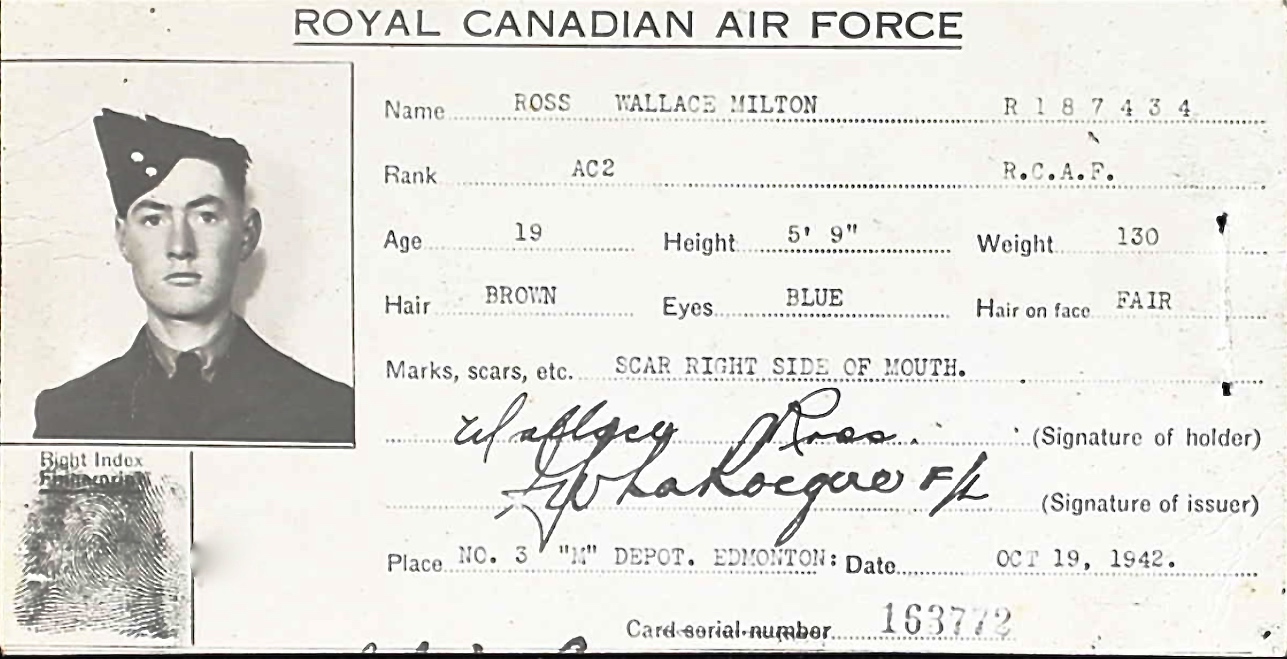 ROYAL CANADIAN AIR FORCE
Name ROSS WALLACE MILTON R187434
Rank AC2 R.C.A.F.
Age 19 Height 5' 9" Weight 130
Hair BROWN Eyes BLUE Hair on face FAIR
Marks, scars, etc. SCAR RIGHT SIDE OF MOUTH.
Wallace Ross. (Signature of holder)
F/L (Signature of issuer)
Right Index
Fingerprint
Place NO. 3 "M" DEPOT. EDMONTON: Date OCT 19, 1942.
Card serial number 163772